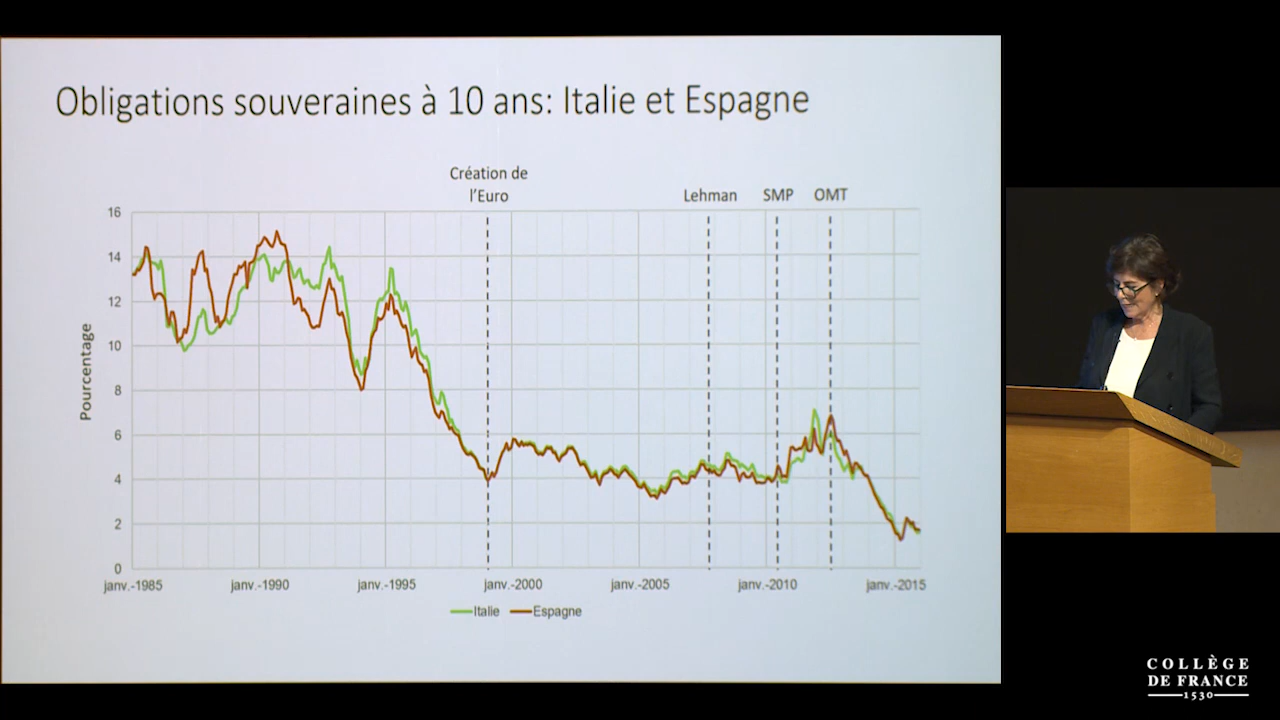 Obligations souveraines à 10 ans: Italie et Espagne
Création de
l'Euro
Lehman
SMP
OMT
16
14
12
10
8
6
4
2
0
Pourcentage
janv.-1985
janv.-1990
janv.-1995
janv.-2000
janv.-2005
janv.-2010
janv.-2015
Italie
Espagne
COLLÈGE
DE FRANCE
1530